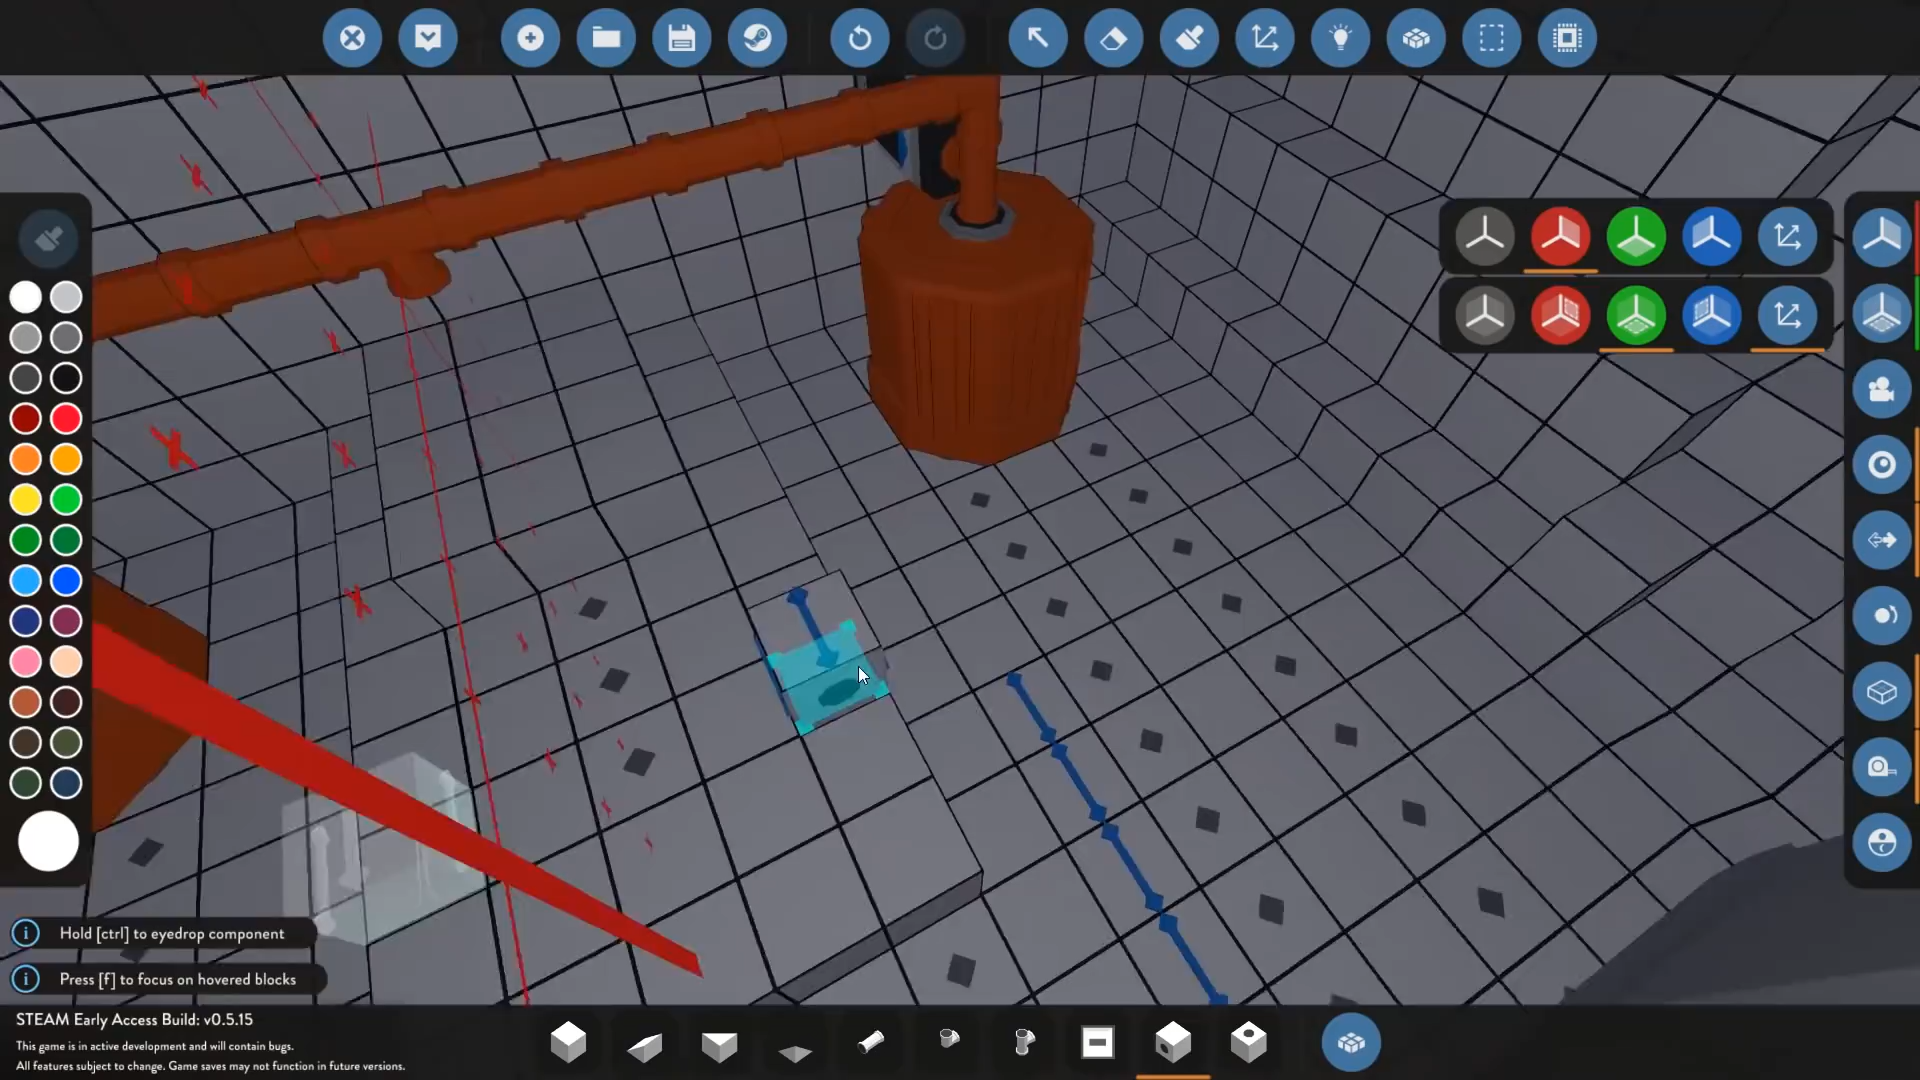 Hold [ctrl] to eyedrop component
Press [f] to focus on hovered blocks
STEAM Early Access Build: v0.5.15
This game is in active development and will contain bugs.
All features subject to change. Game saves may not function in future versions.